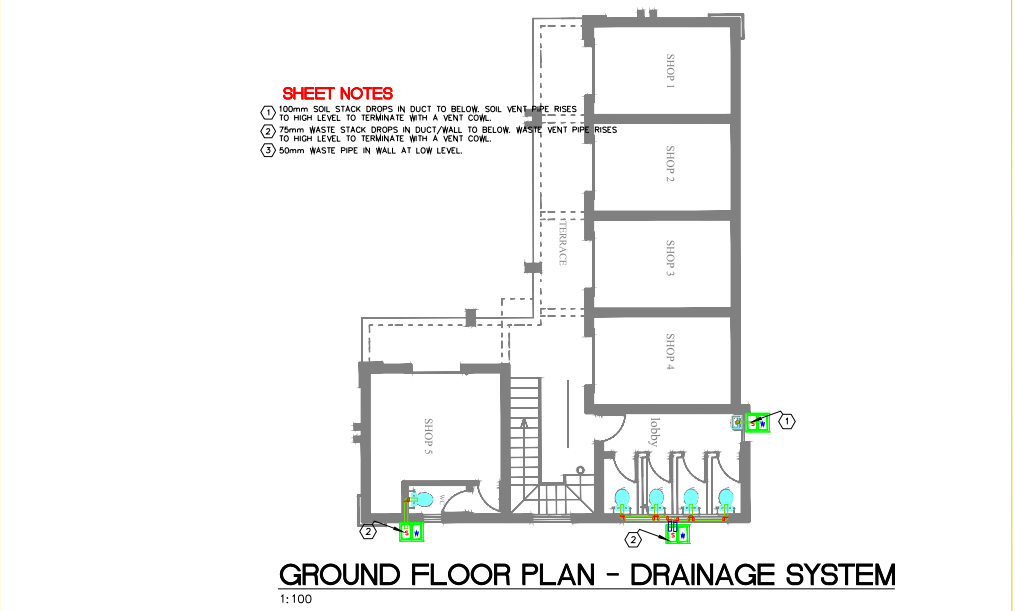 SHEET NOTES
1 100mm SOIL STACK DROPS IN DUCT TO BELOW. SOIL VENT PIPE RISES
TO HIGH LEVEL TO TERMINATE WITH A VENT COWL.
2 75mm WASTE STACK DROPS IN DUCT/WALL TO BELOW. WASTE VENT PIPE RISES
TO HIGH LEVEL TO TERMINATE WITH A VENT COWL.
3 50mm WASTE PIPE IN WALL AT LOW LEVEL.
SHOP 1
SHOP 2
TERRACE
SHOP 3
SHOP 4
SHOP 5
lobby
S W
1
WC
2
S W
2
S W
GROUND FLOOR PLAN - DRAINAGE SYSTEM
1:100